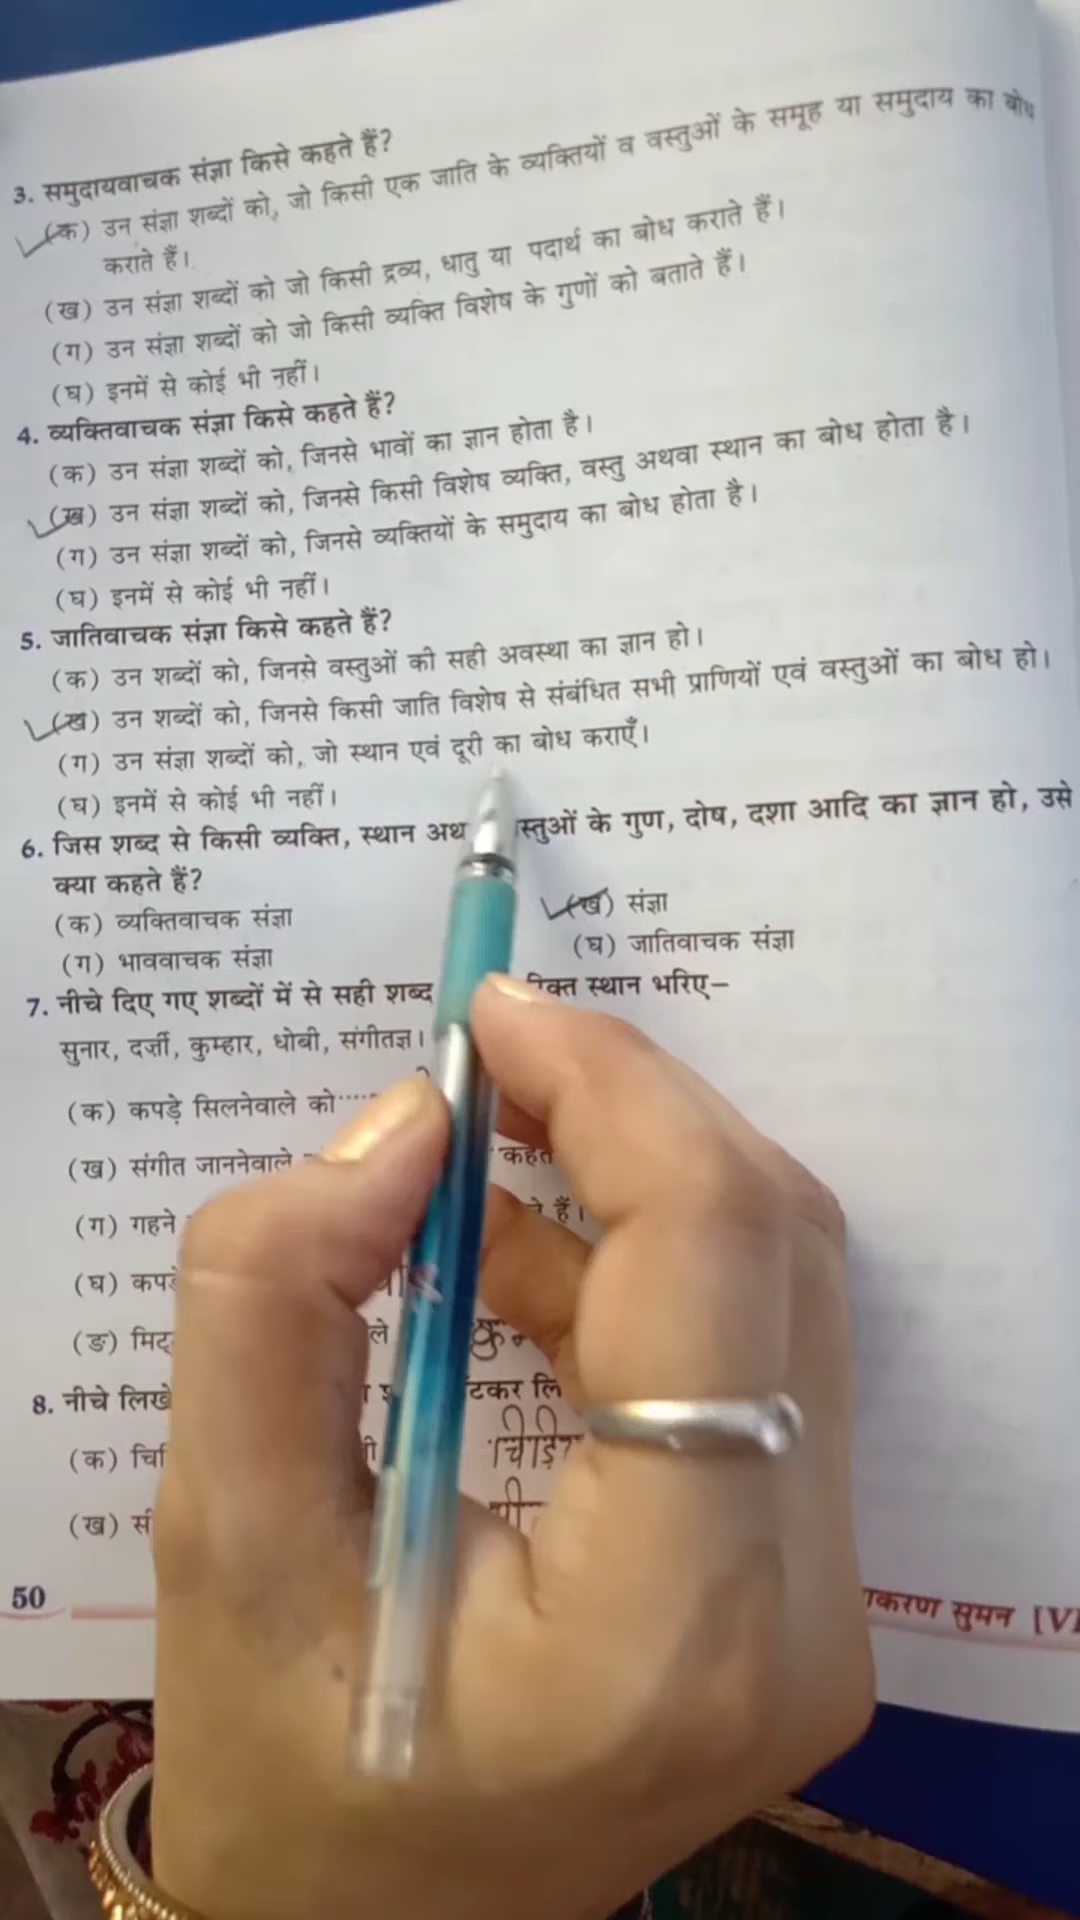 3. समुदायवाचक संज्ञा किसे कहते हैं?
(क) उन संज्ञा शब्दों को, जो किसी एक जाति के व्यक्तियों व वस्तुओं के समूह या समुदाय का बोध
कराते हैं।
(ख) उन संज्ञा शब्दों को जो किसी द्रव्य, धातु या पदार्थ का बोध कराते हैं।
(ग) उन संज्ञा शब्दों को जो किसी व्यक्ति विशेष के गुणों को बताते हैं।
(घ) इनमें से कोई भी नहीं।
4. व्यक्तिवाचक संज्ञा किसे कहते हैं?
(क) उन संज्ञा शब्दों को, जिनसे भावों का ज्ञान होता है।
(ख) उन संज्ञा शब्दों को, जिनसे किसी विशेष व्यक्ति, वस्तु अथवा स्थान का बोध होता है।
(ग) उन संज्ञा शब्दों को, जिनसे व्यक्तियों के समुदाय का बोध होता है।
(घ) इनमें से कोई भी नहीं।
5. जातिवाचक संज्ञा किसे कहते हैं?
(क) उन शब्दों को, जिनसे वस्तुओं की सही अवस्था का ज्ञान हो।
(ख) उन शब्दों को, जिनसे किसी जाति विशेष से संबंधित सभी प्राणियों एवं वस्तुओं का बोध हो।
(ग) उन संज्ञा शब्दों को, जो स्थान एवं दूरी का बोध कराएँ।
(घ) इनमें से कोई भी नहीं।
6. जिस शब्द से किसी व्यक्ति, स्थान के गुण, दोष, दशा आदि का ज्ञान हो, उसे
क्या कहते हैं?
(क) व्यक्तिवाचक संज्ञा (ख) संज्ञा
(ग) भाववाचक संज्ञा (घ) जातिवाचक संज्ञा
7. नीचे दिए गए शब्दों में से सही शब्द स्थान भरिए–
सुनार, दर्ज़ी, कुम्हार, धोबी, संगीतज्ञ।
(क) कपड़े सिलनेवाले को
(ख) संगीत जाननेवाले
(ग) गहने हैं।
(घ)
(ङ)
8. नीचे लिखे
(क)
(ख)
50
सुमन